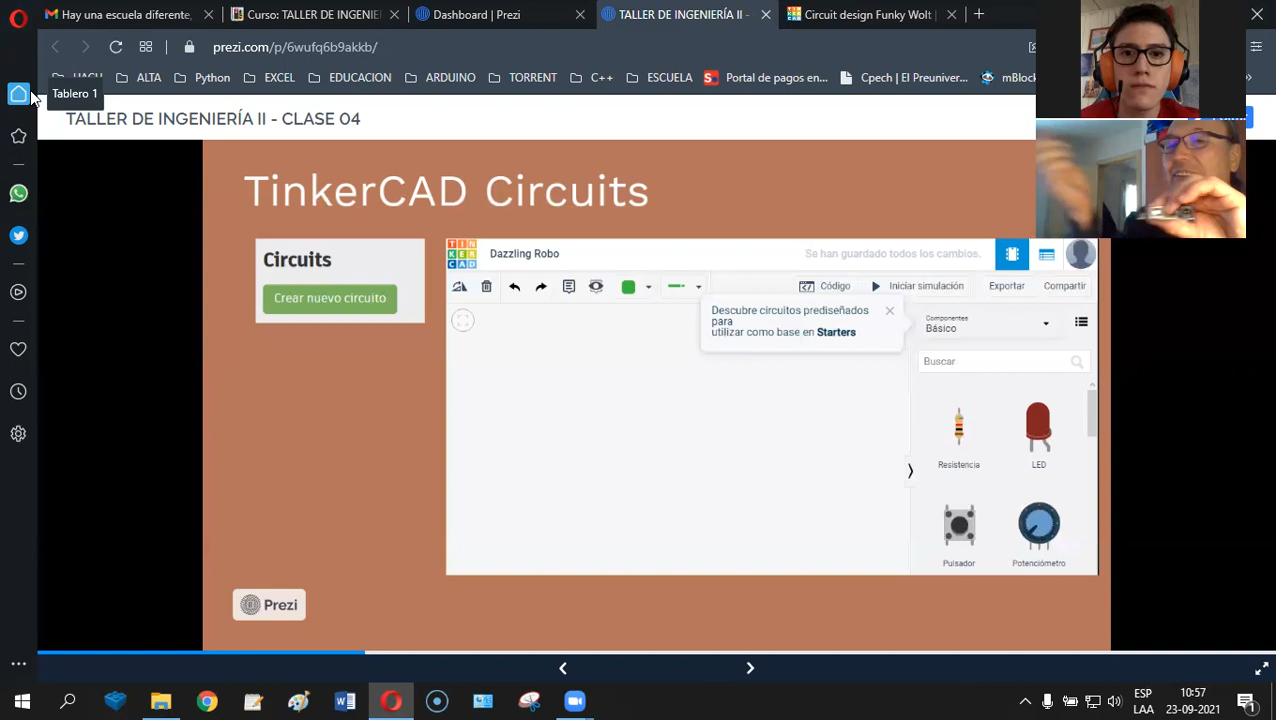 Hay una escuela diferente,
Curso: TALLER DE INGENIER
Dashboard | Prezi
TALLER DE INGENIERÍA II -
Circuit design Funky Wolt
prezi.com/p/6wufq6b9akkb/
UACH
ALTA
Python
EXCEL
EDUCACION
ARDUINO
TORRENT
C++
ESCUELA
Portal de pagos en...
Cpech | El Preuniver...
mBlock
Tablero 1
TALLER DE INGENIERÍA II - CLASE 04
TinkerCAD Circuits
Circuits
Crear nuevo circuito
TIN
KER
CAD
Dazzling Robo
Se han guardado todos los cambios.
Código
Iniciar simulación
Exportar
Compartir
Descubre circuitos prediseñados
para
utilizar como base en Starters
Componentes
Básico
Buscar
Resistencia
LED
Pulsador
Potenciómetro
Prezi
ESP
LAA
10:57
23-09-2021
1